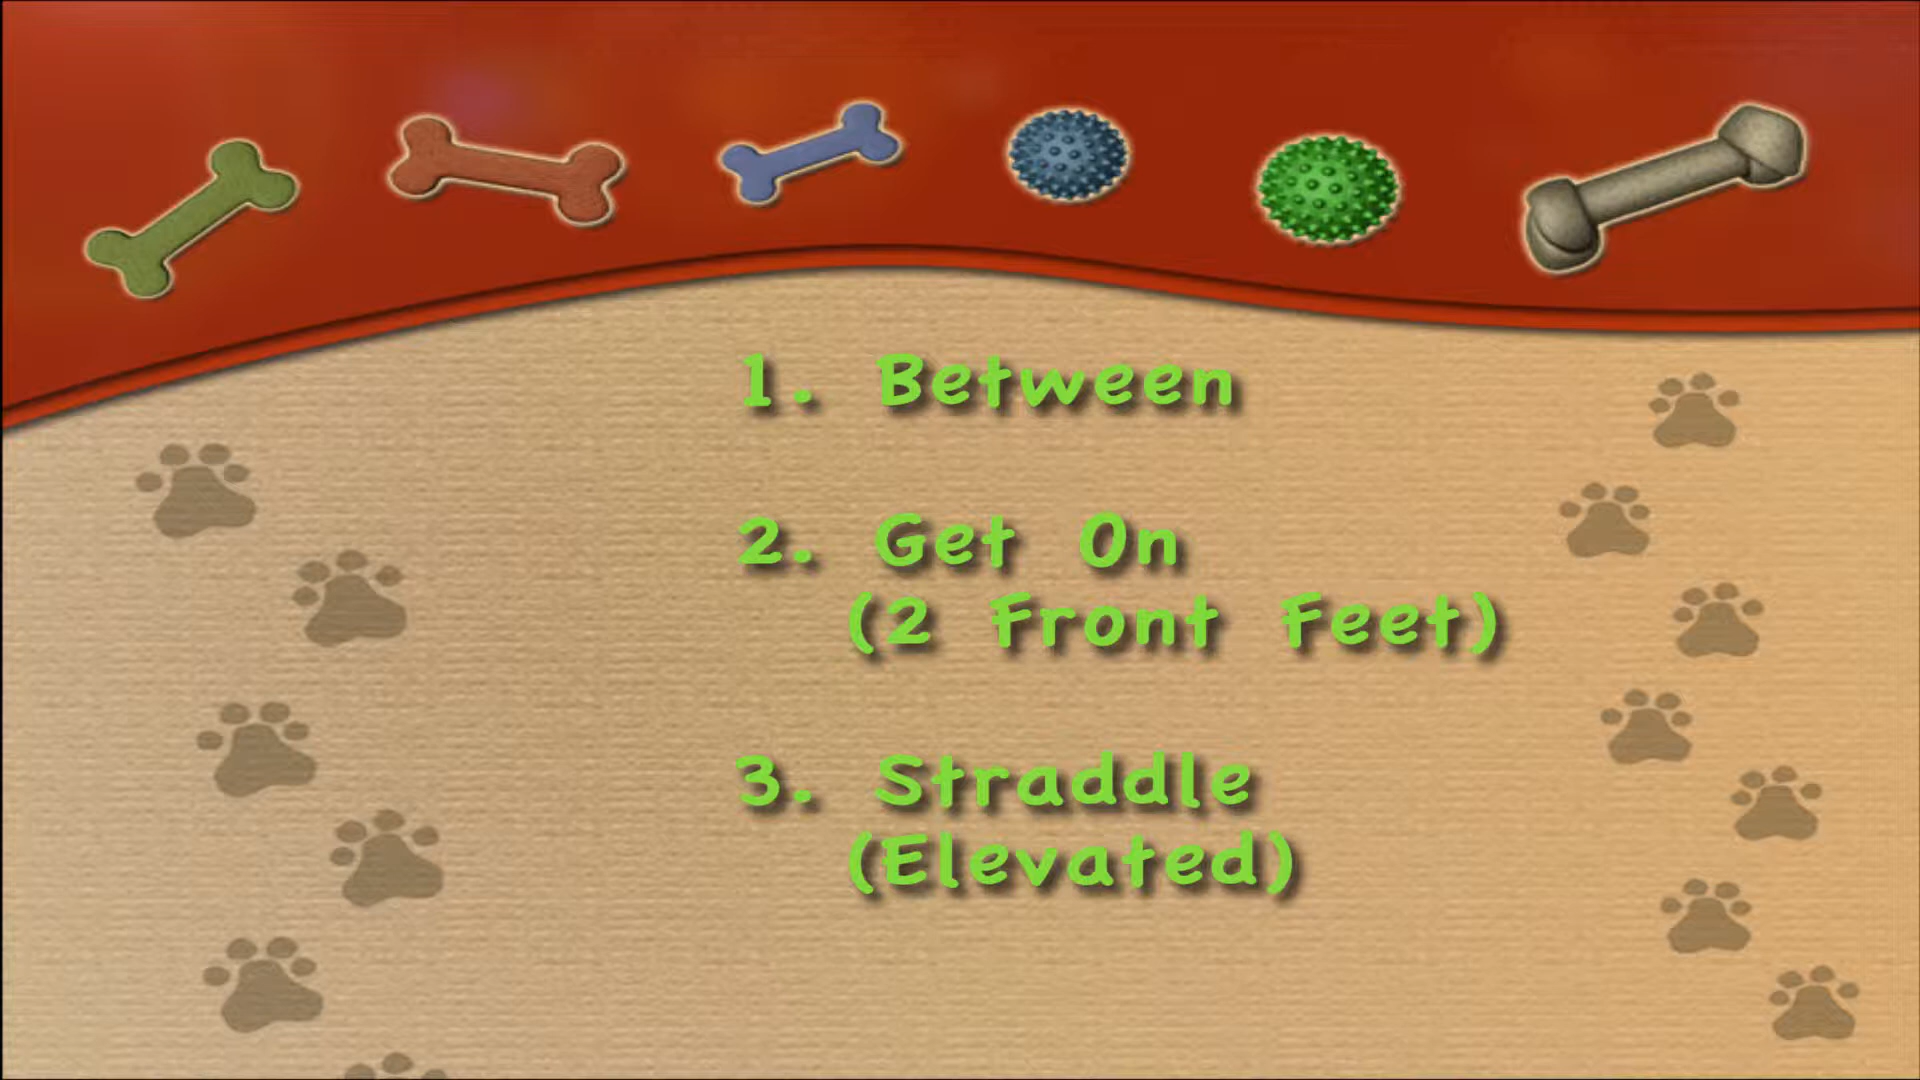 1. Between
2. Get On
(2 Front Feet)
3. Straddle
(Elevated)